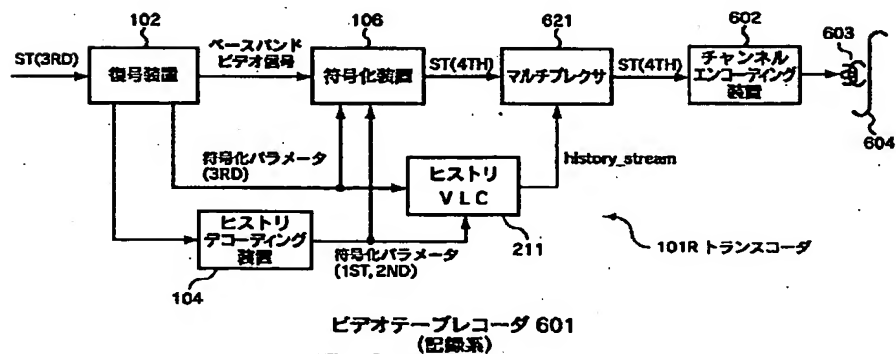 102
106
621
602
603
ST(3RD)
復号装置
ベースバンド
ビデオ信号
符号化装置
ST(4TH)
マルチプレクサ
ST(4TH)
チャンネル
エンコーディング
装置
604
符号化パラメータ
(3RD)
ヒストリ
VLC
history_stream
211
ヒストリ
デコーディング
装置
104
符号化パラメータ
(1ST, 2ND)
101R トランスコーダ
ビデオテープレコーダ 601
(記録系)